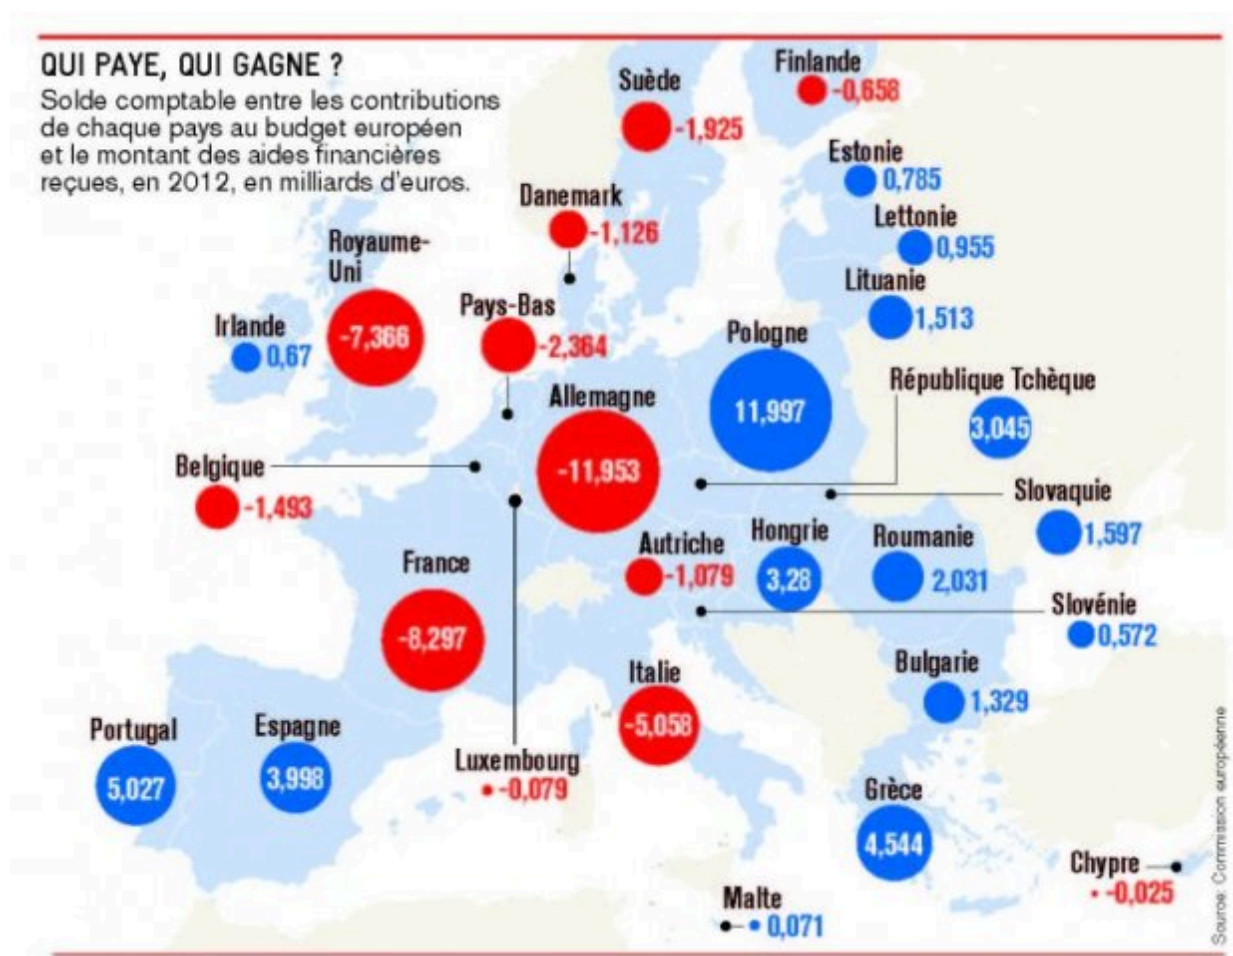 QUI PAYE, QUI GAGNE ?
Solde comptable entre les contributions
de chaque pays au budget européen
et le montant des aides financières
reçues, en 2012, en milliards d'euros.
Finlande
-0,658
Suède
-1,925
Estonie
0,785
Danemark
-1,126
Lettonie
0,955
Royaume-
Uni
-7,366
Lituanie
1,513
Pays-Bas
-2,364
Irlande
0,67
Pologne
11,997
République Tchèque
3,045
Allemagne
-11,953
Belgique
-1,493
Slovaquie
1,597
Autriche
-1,079
Hongrie
3,28
Roumanie
2,031
France
-8,297
Slovénie
0,572
Italie
-5,058
Bulgarie
1,329
Portugal
5,027
Espagne
3,998
Luxembourg
-0,079
Grèce
4,544
Chypre
-0,025
Malte
0,071
Source: Commission européenne